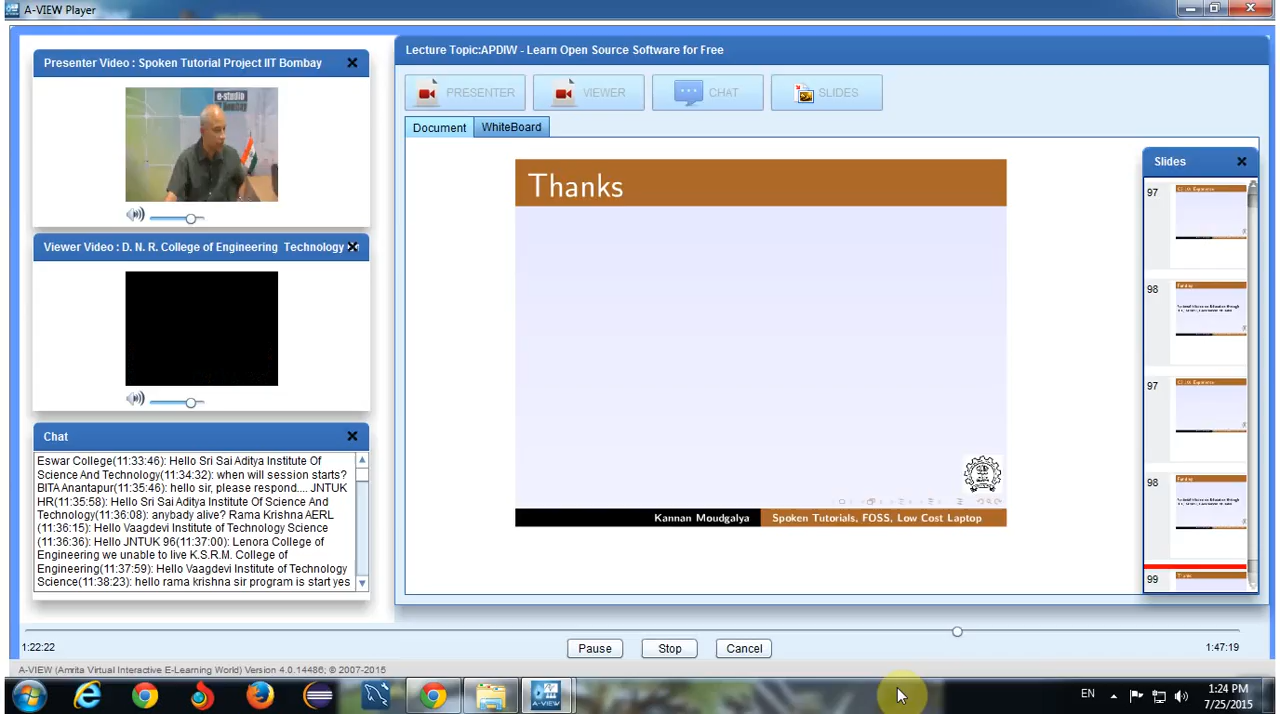 A-VIEW Player
Presenter Video : Spoken Tutorial Project IIT Bombay
Viewer Video : D. N. R. College of Engineering Technology
Chat
Eswar College(11:33:46): Hello Sri Sai Aditya Institute Of
Science And Technology(11:34:32): when will session starts?
BITA Anantapur(11:35:46): hello sir, please respond.... JNTUK
HR(11:35:58): Hello Sri Sai Aditya Institute Of Science And
Technology(11:36:08): anybady alive? Rama Krishna AERL
(11:36:15): Hello Vaagdevi Institute of Technology Science
(11:36:36): Hello JNTUK 96(11:37:00): Lenora College of
Engineering we unable to live K.S.R.M. College of
Engineering(11:37:59): Hello Vaagdevi Institute of Technology
Science(11:38:23): hello rama krishna sir program is start yes
Lecture Topic:APDIW - Learn Open Source Software for Free
PRESENTER
VIEWER
CHAT
SLIDES
Document
WhiteBoard
Thanks
Kannan Moudgalya
Spoken Tutorials, FOSS, Low Cost Laptop
Slides
97
98
97
98
99
Thanks
1:22:22
Pause
Stop
Cancel
1:47:19
A-VIEW (Amrita Virtual Interactive E-Learning World) Version 4.0.14486; © 2007-2015
A-VIEW
EN
1:24 PM
7/25/2015